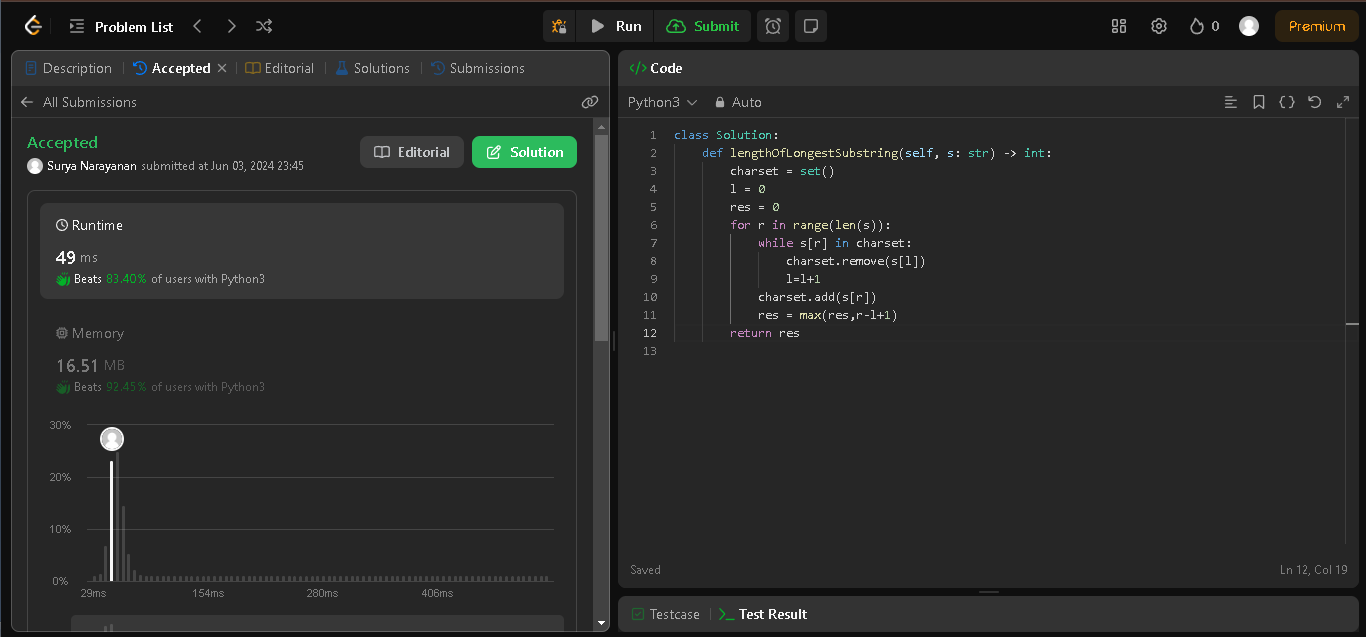 Problem List
Run
Submit
0
Premium
Description
Accepted
Editorial
Solutions
Submissions
All Submissions
Accepted
Surya Narayanan submitted at Jun 03, 2024 23:45
Editorial
Solution
Runtime
49 ms
Beats 83.40% of users with Python3
Memory
16.51 MB
Beats 92.45% of users with Python3
30%
20%
10%
0%
29ms 154ms 280ms 406ms
</> Code
Python3
Auto
1 class Solution:
2     def lengthOfLongestSubstring(self, s: str) -> int:
3         charset = set()
4         l = 0
5         res = 0
6         for r in range(len(s)):
7             while s[r] in charset:
8                 charset.remove(s[l])
9                 l=l+1
10             charset.add(s[r])
11             res = max(res,r-l+1)
12         return res
13
Saved
Ln 12, Col 19
Testcase
>_ Test Result